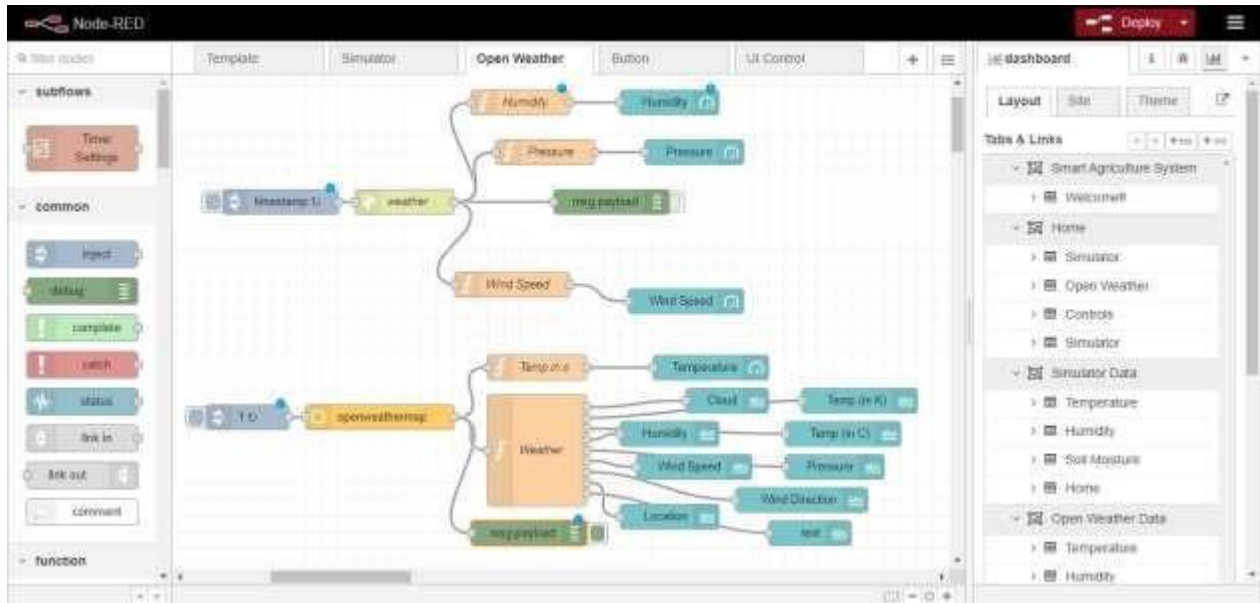 Node-RED
Deploy
filter nodes
Template
Simulator
Open Weather
Button
UI Control
dashboard
subflows
Timer
Settings
common
inject
debug
complete
catch
status
link in
link out
comment
function
Humidity
Humidity
Pressure
Pressure
timestamp
weather
msg.payload
Wind Speed
Wind Speed
Temp in c
Temperature
1
openweathermap
Weather
Cloud
Temp (in K)
Humidity
Temp (in C)
Wind Speed
Pressure
Wind Direction
Location
text
msg.payload
Layout
Site
Theme
Tabs & Links
Smart Agriculture System
Welcome!!
Home
Simulator
Open Weather
Controls
Simulator
Simulator Data
Temperature
Humidity
Soil Moisture
Home
Open Weather Data
Temperature
Humidity